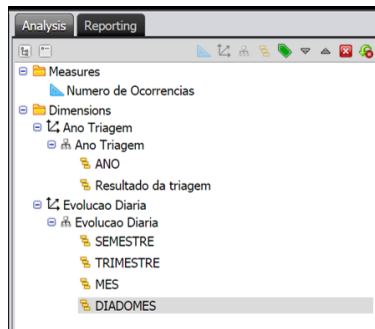 Analysis Reporting
Measures
Numero de Ocorrencias
Dimensions
Ano Triagem
Ano Triagem
ANO
Resultado da triagem
Evolucao Diaria
Evolucao Diaria
SEMESTRE
TRIMESTRE
MES
DIADOMES